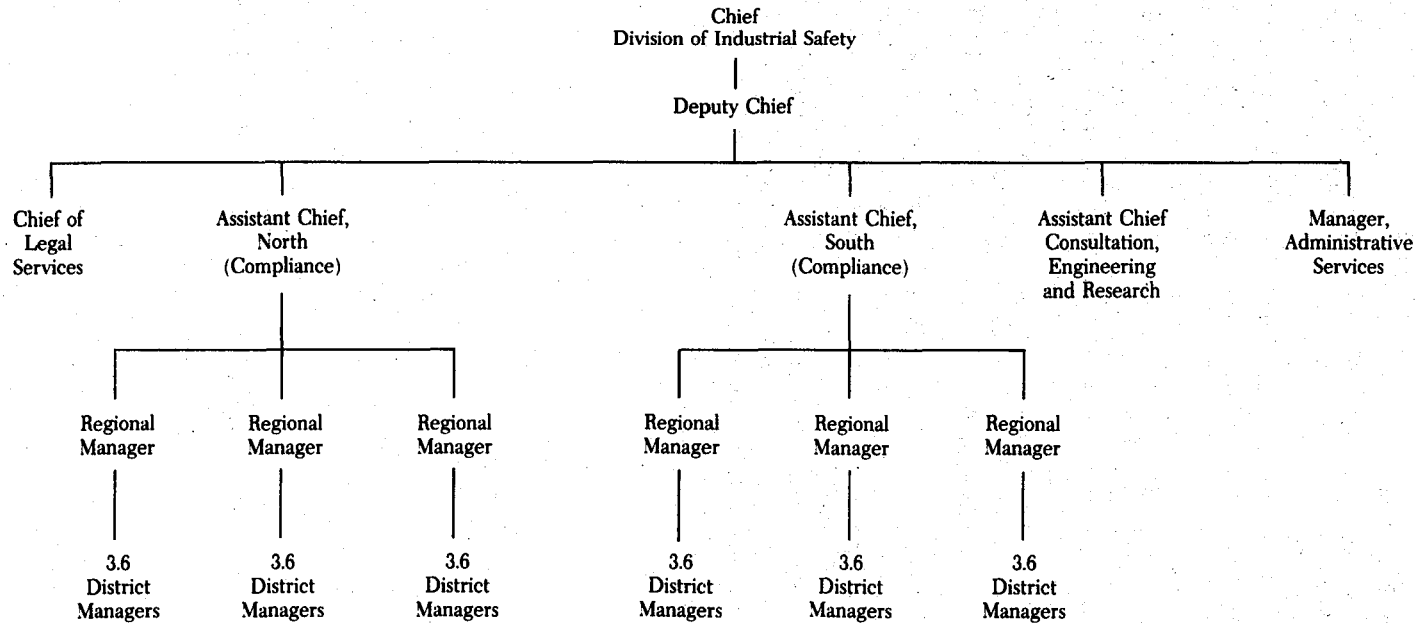 Chief
Division of Industrial Safety
Deputy Chief
Chief of
Legal
Services
Assistant Chief,
North
(Compliance)
Assistant Chief,
South
(Compliance)
Assistant Chief
Consultation,
Engineering
and Research
Manager,
Administrative
Services
Regional
Manager
Regional
Manager
Regional
Manager
Regional
Manager
Regional
Manager
Regional
Manager
3.6
District
Managers
3.6
District
Managers
3.6
District
Managers
3.6
District
Managers
3.6
District
Managers
3.6
District
Managers